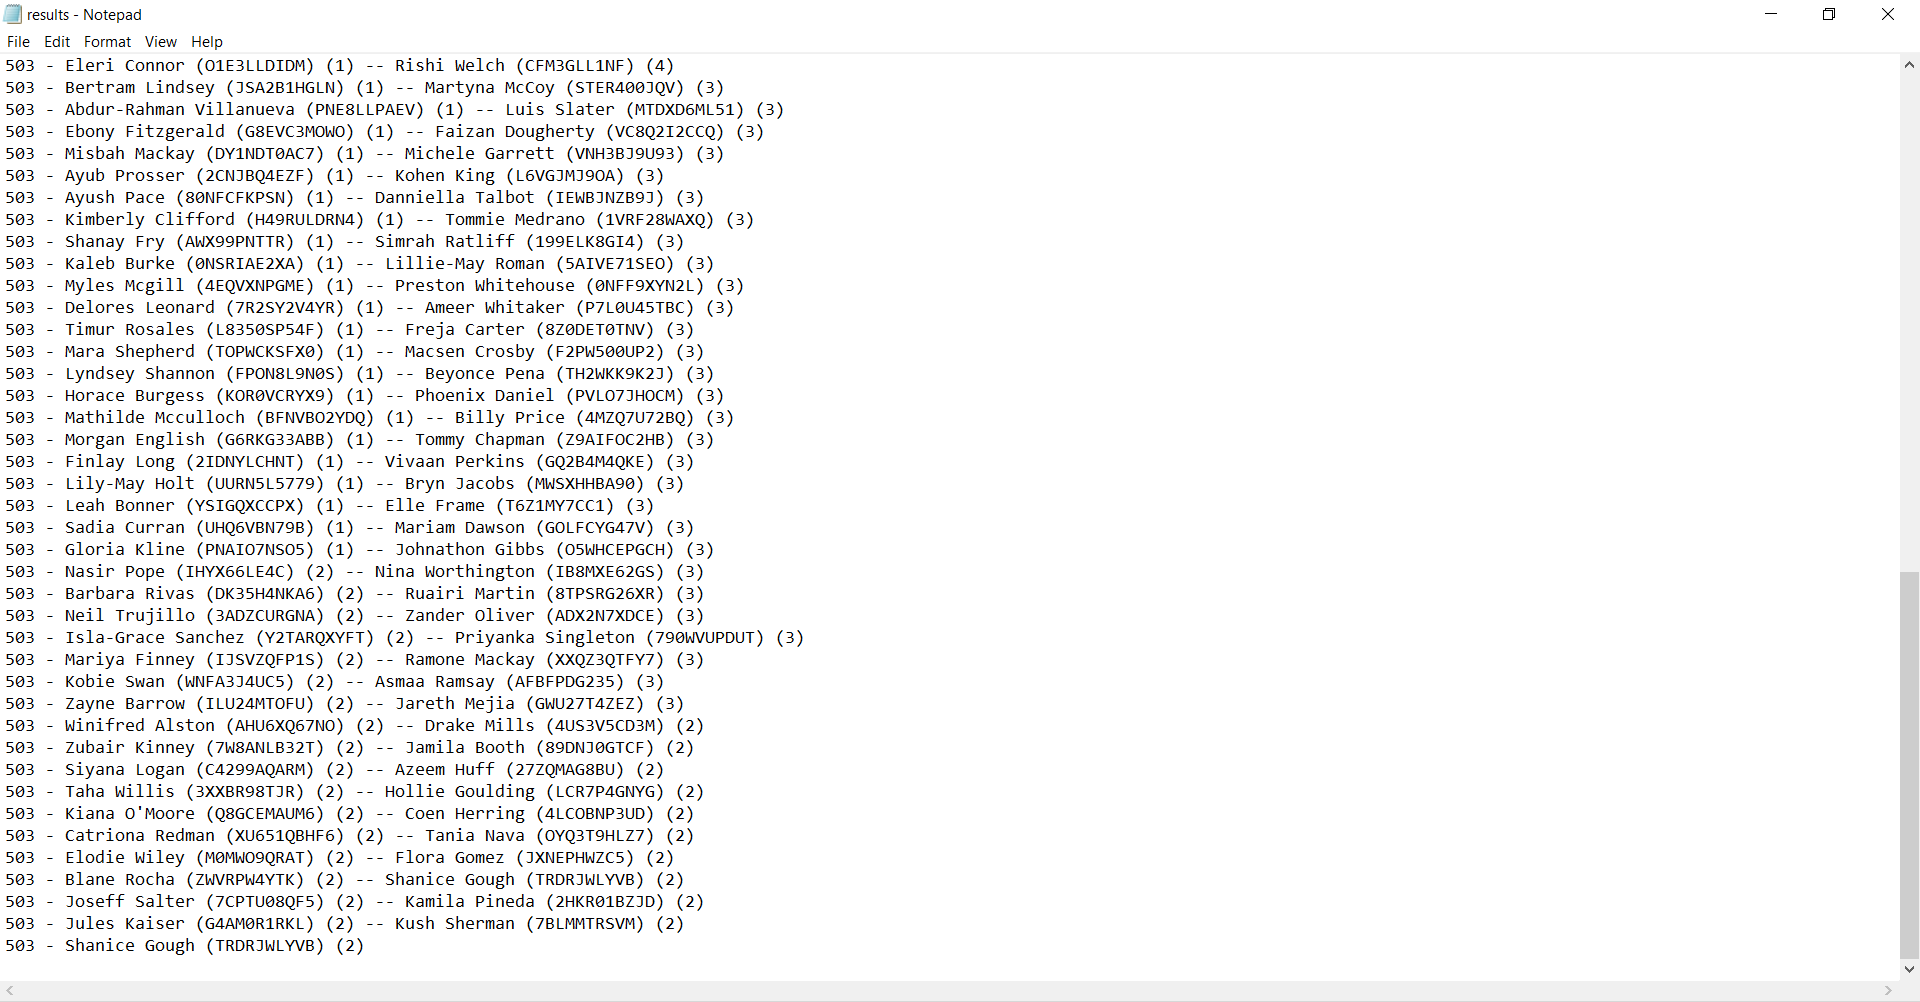 results - Notepad
File Edit Format View Help
503 - Eleri Connor (O1E3LLDIDM) (1) -- Rishi Welch (CFM3GLL1NF) (4)
503 - Bertram Lindsey (JSA2B1HGLN) (1) -- Martyna McCoy (STER400JQV) (3)
503 - Abdur-Rahman Villanueva (PNE8LLPAEV) (1) -- Luis Slater (MTDXD6ML51) (3)
503 - Ebony Fitzgerald (G8EVC3MOWO) (1) -- Faizan Dougherty (VC8Q2I2CCQ) (3)
503 - Misbah Mackay (DY1NDT0AC7) (1) -- Michele Garrett (VNH3BJ9U93) (3)
503 - Ayub Prosser (2CNJBQ4EZF) (1) -- Kohen King (L6VGJMJ9OA) (3)
503 - Ayush Pace (80NFCFKPSN) (1) -- Danniella Talbot (IEWBJNZB9J) (3)
503 - Kimberly Clifford (H49RULDRN4) (1) -- Tommie Medrano (1VRF28WAXQ) (3)
503 - Shanay Fry (AWX99PNTTR) (1) -- Simrah Ratliff (199ELK8GI4) (3)
503 - Kaleb Burke (0NSRIAE2XA) (1) -- Lillie-May Roman (5AIVE71SEO) (3)
503 - Myles Mcgill (4EQVXNPGME) (1) -- Preston Whitehouse (0NFF9XYN2L) (3)
503 - Delores Leonard (7R2SY2V4YR) (1) -- Ameer Whitaker (P7L0U45TBC) (3)
503 - Timur Rosales (L8350SP54F) (1) -- Freja Carter (8Z0DET0TNV) (3)
503 - Mara Shepherd (TOPWCKSFX0) (1) -- Macsen Crosby (F2PW500UP2) (3)
503 - Lyndsey Shannon (FPON8L9N0S) (1) -- Beyonce Pena (TH2WKK9K2J) (3)
503 - Horace Burgess (KOR0VCRYX9) (1) -- Phoenix Daniel (PVLO7JHOCM) (3)
503 - Mathilde Mcculloch (BFNVBO2YDQ) (1) -- Billy Price (4MZQ7U72BQ) (3)
503 - Morgan English (G6RKG33ABB) (1) -- Tommy Chapman (Z9AIFOC2HB) (3)
503 - Finlay Long (2IDNYLCHNT) (1) -- Vivaan Perkins (GQ2B4M4QKE) (3)
503 - Lily-May Holt (UURN5L5779) (1) -- Bryn Jacobs (MWSXHHBA90) (3)
503 - Leah Bonner (YSIGQXCCPX) (1) -- Elle Frame (T6Z1MY7CC1) (3)
503 - Sadia Curran (UHQ6VBN79B) (1) -- Mariam Dawson (GOLFCYG47V) (3)
503 - Gloria Kline (PNAIO7NSO5) (1) -- Johnathon Gibbs (O5WHCEPGCH) (3)
503 - Nasir Pope (IHYX66LE4C) (2) -- Nina Worthington (IB8MXE62GS) (3)
503 - Barbara Rivas (DK35H4NKA6) (2) -- Ruairi Martin (8TPSRG26XR) (3)
503 - Neil Trujillo (3ADZCURGNA) (2) -- Zander Oliver (ADX2N7XDCE) (3)
503 - Isla-Grace Sanchez (Y2TARQXYFT) (2) -- Priyanka Singleton (790WVUPDUT) (3)
503 - Mariya Finney (IJSVZQFP1S) (2) -- Ramone Mackay (XXQZ3QTFY7) (3)
503 - Kobie Swan (WNFA3J4UC5) (2) -- Asmaa Ramsay (AFBFPDG235) (3)
503 - Zayne Barrow (ILU24MTOFU) (2) -- Jareth Mejia (GWU27T4ZEZ) (3)
503 - Winifred Alston (AHU6XQ67NO) (2) -- Drake Mills (4US3V5CD3M) (2)
503 - Zubair Kinney (7W8ANLB32T) (2) -- Jamila Booth (89DNJ0GTCF) (2)
503 - Siyana Logan (C4299AQARM) (2) -- Azeem Huff (27ZQMAG8BU) (2)
503 - Taha Willis (3XXBR98TJR) (2) -- Hollie Goulding (LCR7P4GNYG) (2)
503 - Kiana O'Moore (Q8GCEMAUM6) (2) -- Coen Herring (4LCOBNP3UD) (2)
503 - Catriona Redman (XU651QBHF6) (2) -- Tania Nava (OYQ3T9HLZ7) (2)
503 - Elodie Wiley (M0MWO9QRAT) (2) -- Flora Gomez (JXNEPHWZC5) (2)
503 - Blane Rocha (ZWVRPW4YTK) (2) -- Shanice Gough (TRDRJWLYVB) (2)
503 - Joseff Salter (7CPTU08QF5) (2) -- Kamila Pineda (2HKR01BZJD) (2)
503 - Jules Kaiser (G4AM0R1RKL) (2) -- Kush Sherman (7BLMMTRSVM) (2)
503 - Shanice Gough (TRDRJWLYVB) (2)